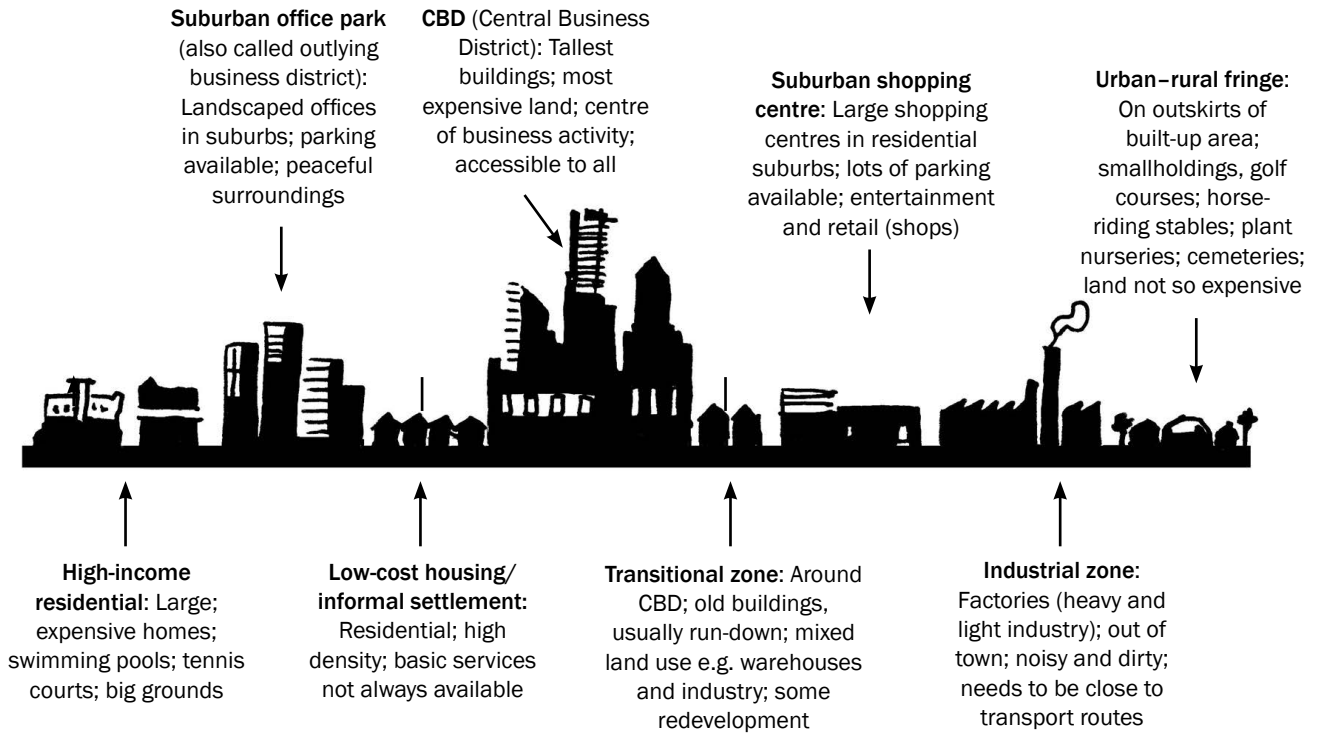 Suburban office park
(also called outlying
business district):
Landscaped offices
in suburbs; parking
available; peaceful
surroundings
CBD (Central Business
District): Tallest
buildings; most
expensive land; centre
of business activity;
accessible to all
Suburban shopping
centre: Large shopping
centres in residential
suburbs; lots of parking
available; entertainment
and retail (shops)
Urban–rural fringe:
On outskirts of
built-up area;
smallholdings, golf
courses; horse-
riding stables; plant
nurseries; cemeteries;
land not so expensive
High-income
residential: Large;
expensive homes;
swimming pools; tennis
courts; big grounds
Low-cost housing/
informal settlement:
Residential; high
density; basic services
not always available
Transitional zone: Around
CBD; old buildings,
usually run-down; mixed
land use e.g. warehouses
and industry; some
redevelopment
Industrial zone:
Factories (heavy and
light industry); out of
town; noisy and dirty;
needs to be close to
transport routes